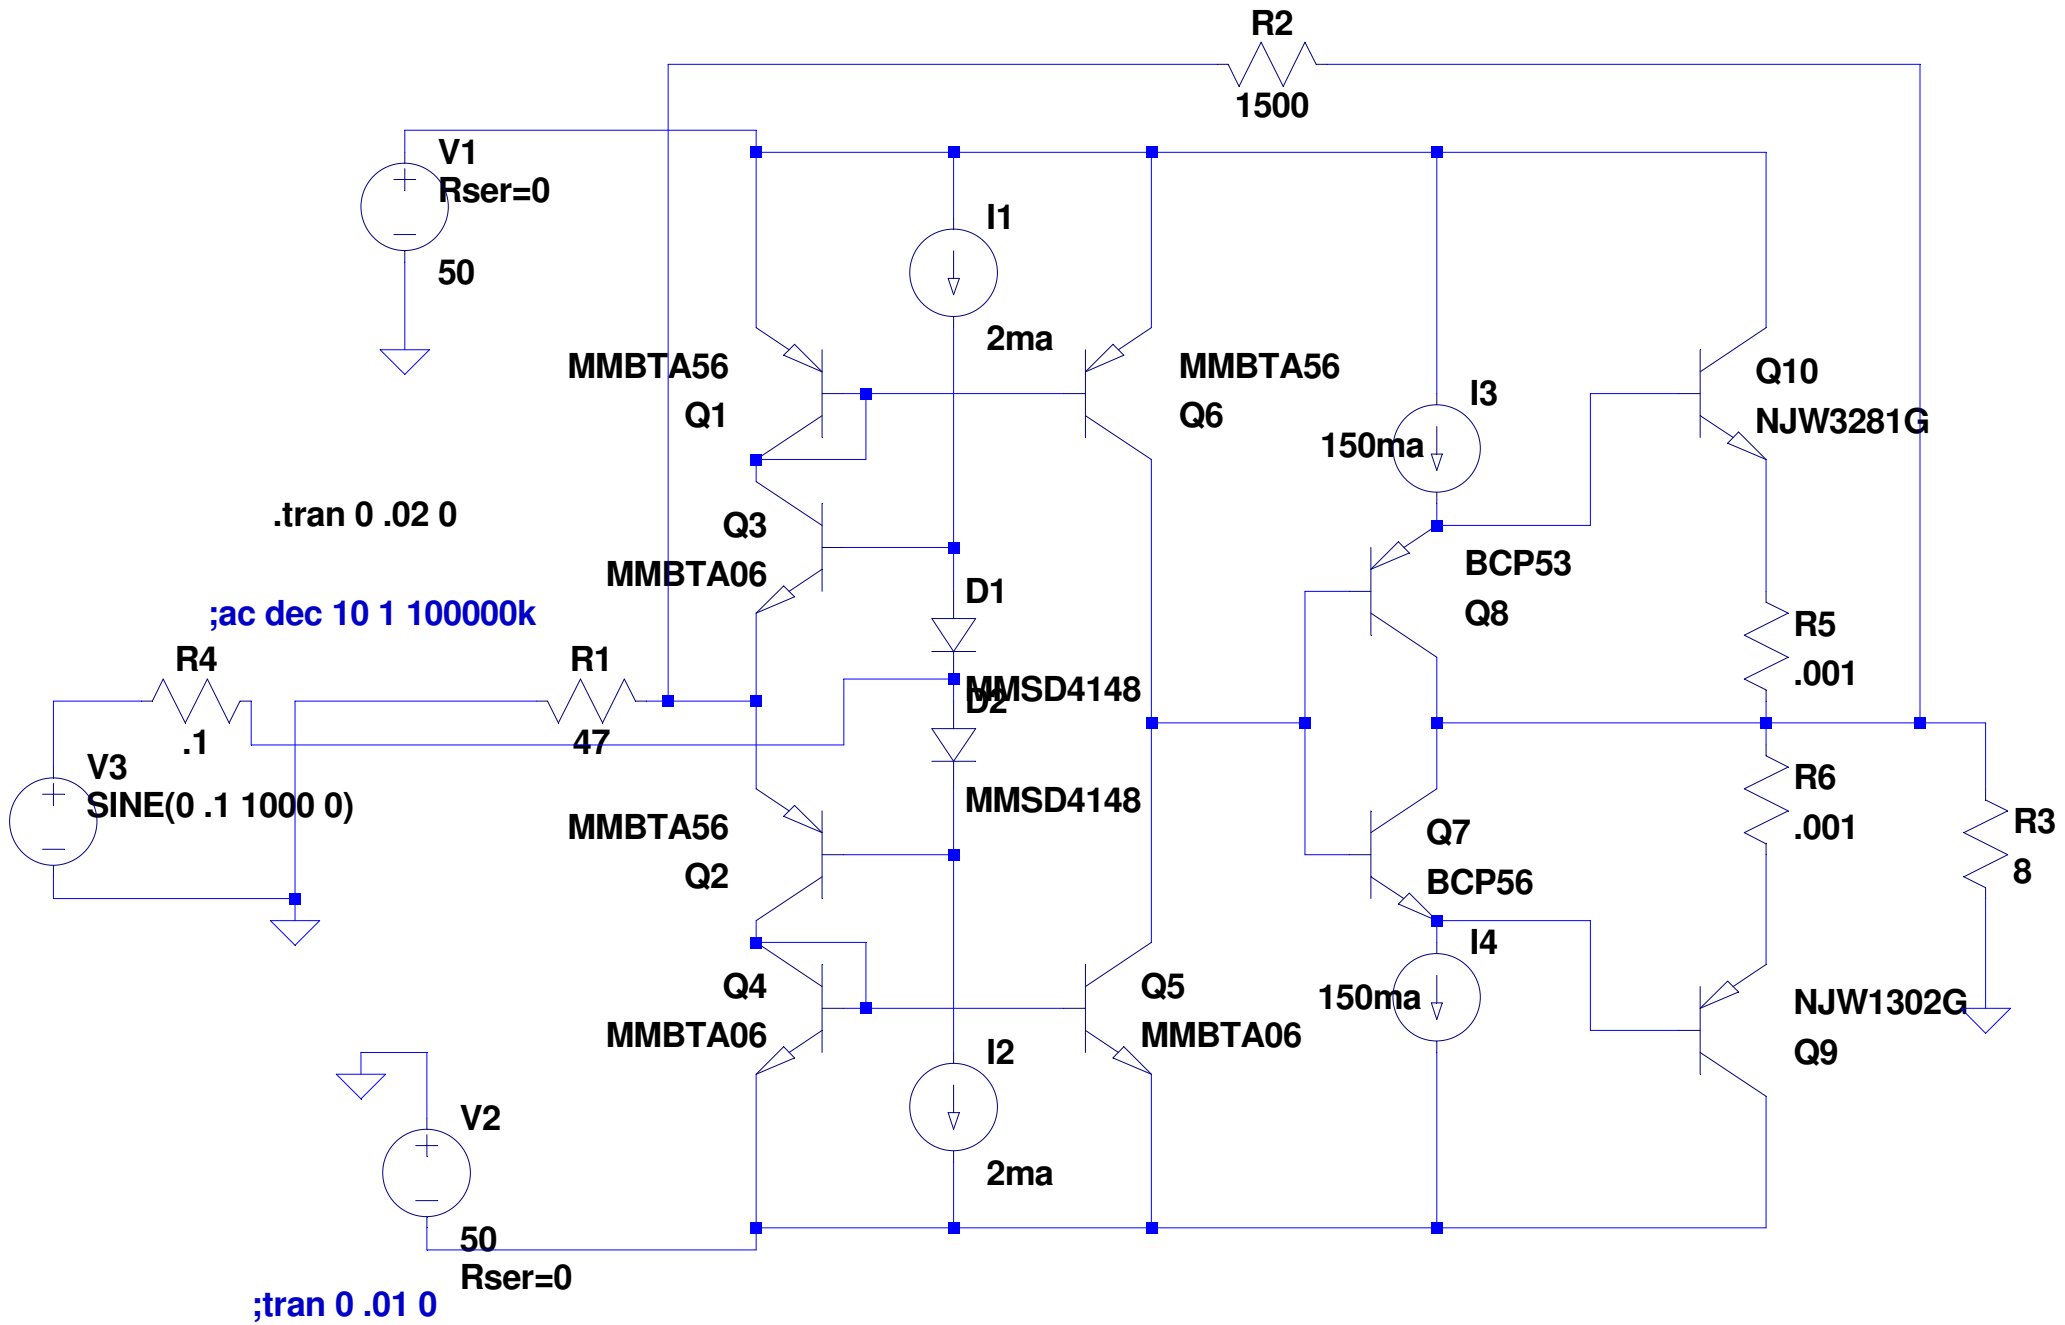 R2
1500
V1
Rser=0
50
I1
2ma
MMBTA56
Q1
MMBTA56
Q6
I3
150ma
Q10
NJW3281G
.tran 0 .02 0
Q3
MMBTA06
;ac dec 10 1 100000k
D1
MMSD4148
BCP53
Q8
R5
.001
R4
.1
R1
47
D2
MMSD4148
V3
SINE(0 .1 1000 0)
MMBTA56
Q2
Q7
BCP56
R6
.001
R3
8
I4
150ma
Q4
MMBTA06
Q5
MMBTA06
NJW1302G
Q9
I2
2ma
V2
50
Rser=0
;tran 0 .01 0